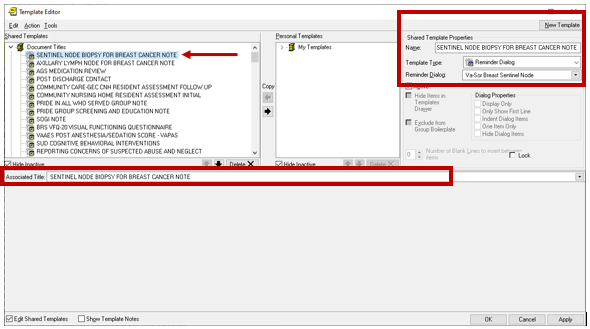 Template Editor
Edit Action Tools
New Template
Shared Templates
Personal Templates
Shared Template Properties
Document Titles
My Templates
Name: SENTINEL NODE BIOPSY FOR BREAST CANCER NOTE
SENTINEL NODE BIOPSY FOR BREAST CANCER NOTE
AXILLARY LYMPH NODE FOR BREAST CANCER NOTE
Template Type: Reminder Dialog
AGS MEDICATION REVIEW
Reminder Dialog: Va-Ssr Breast Sentinel Node
POST DISCHARGE CONTACT
COMMUNITY CARE-GEC CNH RESIDENT ASSESSMENT FOLLOW UP
Copy
COMMUNITY NURSING HOME RESIDENT ASSESSMENT INITIAL
Hide Items in Templates Drawer
Dialog Properties
PRIDE IN ALL WHO SERVED GROUP NOTE
Display Only
PRIDE GROUP SCREENING AND EDUCATION NOTE
Only Show First Line
SOGI NOTE
Exclude from Group Boilerplate
Indent Dialog Items
BRS VFQ-20 VISUAL FUNCTIONING QUESTIONNAIRE
One Item Only
VAAES POST ANESTHESIA/SEDATION SCORE - VAPAS
Hide Dialog Items
SUD COGNITIVE BEHAVIORAL INTERVENTIONS
REPORTING CONCERNS OF SUSPECTED ABUSE AND NEGLECT
0 Number of Blank Lines to insert between items
Lock
Hide Inactive
Delete
Hide Inactive
Delete
Associated Title: SENTINEL NODE BIOPSY FOR BREAST CANCER NOTE
Edit Shared Templates
Show Template Notes
OK
Cancel
Apply